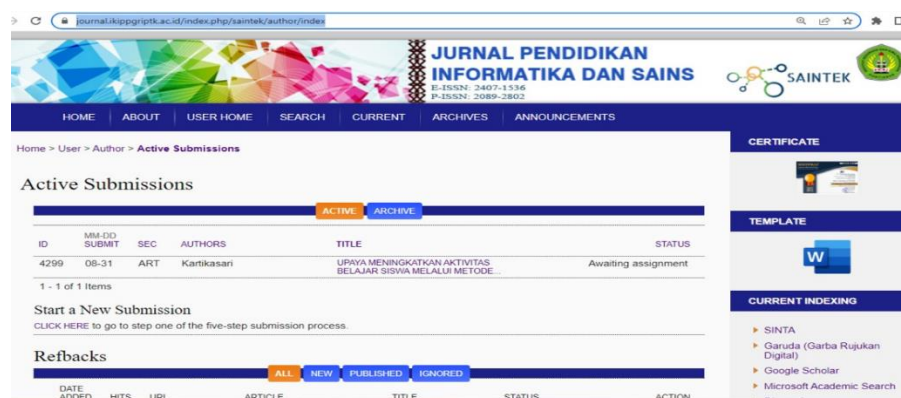 journal.ikippgriptk.ac.id/index.php/saintek/author/index
JURNAL PENDIDIKAN
INFORMATIKA DAN SAINS
E-ISSN: 2407-1536
P-ISSN: 2089-2802
SAINTEK
HOME ABOUT USER HOME SEARCH CURRENT ARCHIVES ANNOUNCEMENTS
Home > User > Author > Active Submissions
Active Submissions
ACTIVE ARCHIVE
MM-DD
ID SUBMIT SEC AUTHORS TITLE STATUS
4299 08-31 ART Kartikasari UPAYA MENINGKATKAN AKTIVITAS Awaiting assignment
BELAJAR SISWA MELALUI METODE...
1 - 1 of 1 Items
Start a New Submission
CLICK HERE to go to step one of the five-step submission process.
Refbacks
ALL NEW PUBLISHED IGNORED
DATE
ADDED HITS URL ARTICLE TITLE STATUS ACTION
CERTIFICATE
TEMPLATE
W
CURRENT INDEXING
SINTA
Garuda (Garba Rujukan
Digital)
Google Scholar
Microsoft Academic Search